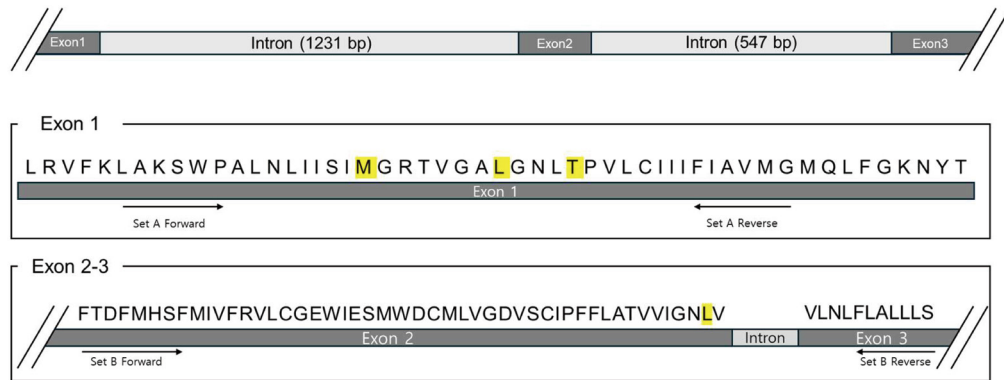 Exon1 Intron (1231 bp) Exon2 Intron (547 bp) Exon3
Exon 1
LRVFKLAKSWPALNLIISIMGRTVGALGNLTPVLCIIIFIAVMGMQLFGKNYT
Exon 1
Set A Forward Set A Reverse
Exon 2-3
FTDFMHSFMIVFRVLCGEWIESMWDCMLVGDVSCIPFFLATVVIGNLV VLNLFLALLLS
Exon 2 Intron Exon 3
Set B Forward Set B Reverse